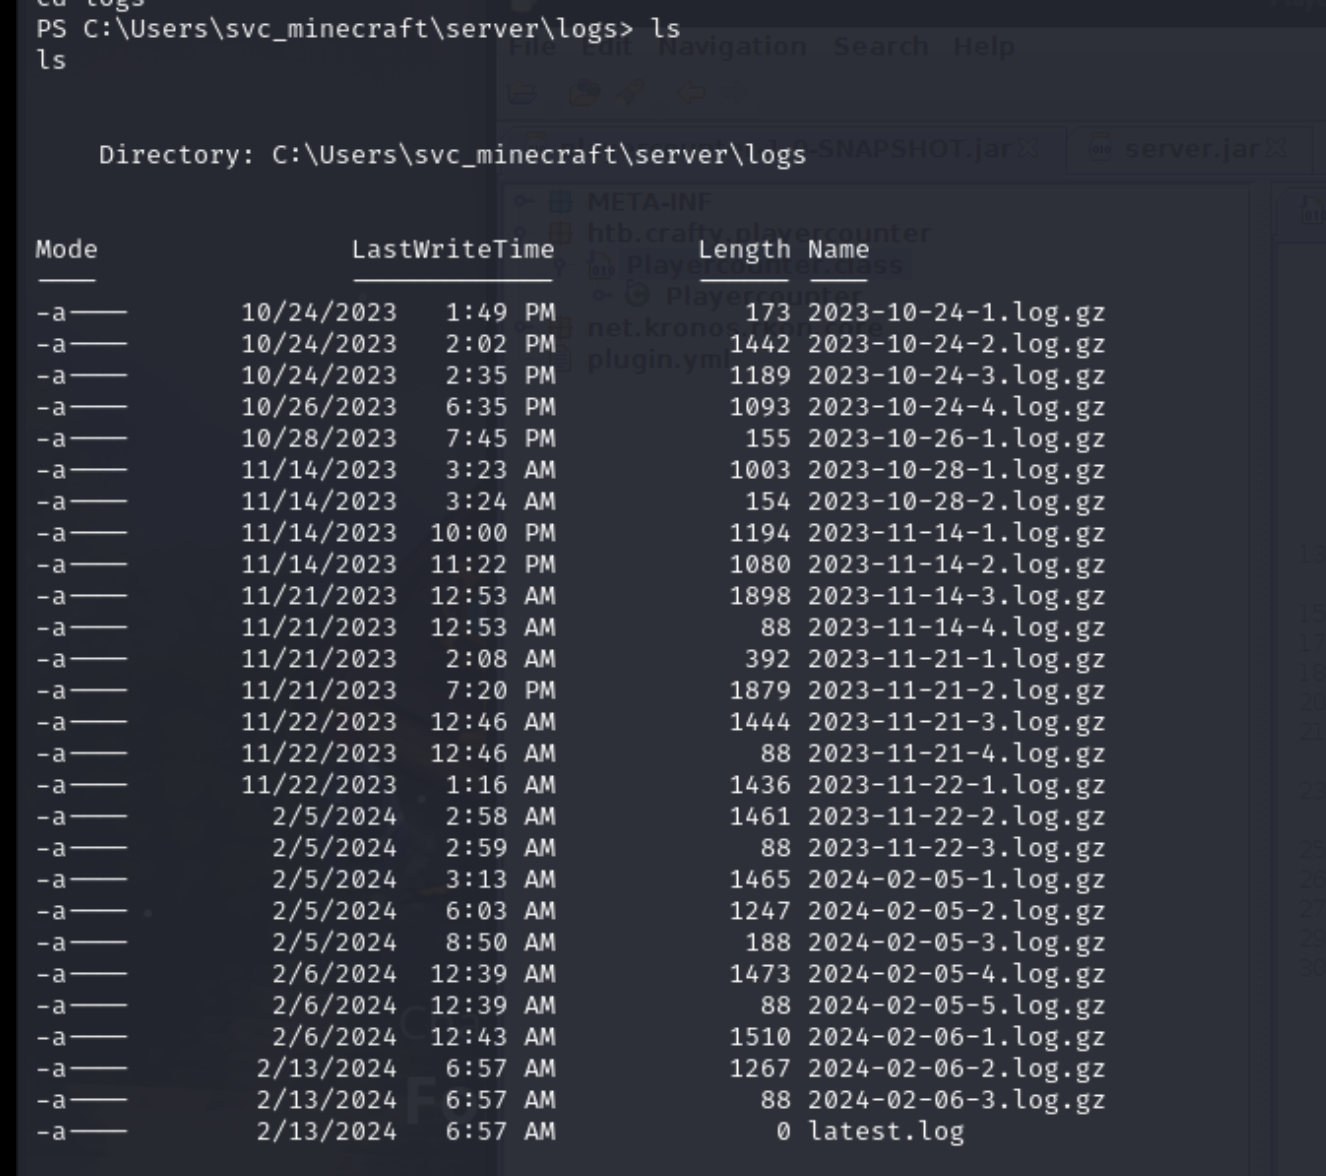 cd logs
PS C:\Users\svc_minecraft\server\logs> ls
ls
File Edit Navigation Search Help
Directory: C:\Users\svc_minecraft\server\logs
-SNAPSHOT.jar server.jar
META-INF
htb.crafty.playercounter
Playercounter.class
Playercounter
net.kronos.rkon.core
plugin.yml
Mode LastWriteTime Length Name
-a---- 10/24/2023 1:49 PM 173 2023-10-24-1.log.gz
-a---- 10/24/2023 2:02 PM 1442 2023-10-24-2.log.gz
-a---- 10/24/2023 2:35 PM 1189 2023-10-24-3.log.gz
-a---- 10/26/2023 6:35 PM 1093 2023-10-24-4.log.gz
-a---- 10/28/2023 7:45 PM 155 2023-10-26-1.log.gz
-a---- 11/14/2023 3:23 AM 1003 2023-10-28-1.log.gz
-a---- 11/14/2023 3:24 AM 154 2023-10-28-2.log.gz
-a---- 11/14/2023 10:00 PM 1194 2023-11-14-1.log.gz
-a---- 11/14/2023 11:22 PM 1080 2023-11-14-2.log.gz
-a---- 11/21/2023 12:53 AM 1898 2023-11-14-3.log.gz
-a---- 11/21/2023 12:53 AM 88 2023-11-14-4.log.gz
-a---- 11/21/2023 2:08 AM 392 2023-11-21-1.log.gz
-a---- 11/21/2023 7:20 PM 1879 2023-11-21-2.log.gz
-a---- 11/22/2023 12:46 AM 1444 2023-11-21-3.log.gz
-a---- 11/22/2023 12:46 AM 88 2023-11-21-4.log.gz
-a---- 11/22/2023 1:16 AM 1436 2023-11-22-1.log.gz
-a---- 2/5/2024 2:58 AM 1461 2023-11-22-2.log.gz
-a---- 2/5/2024 2:59 AM 88 2023-11-22-3.log.gz
-a---- 2/5/2024 3:13 AM 1465 2024-02-05-1.log.gz
-a---- 2/5/2024 6:03 AM 1247 2024-02-05-2.log.gz
-a---- 2/5/2024 8:50 AM 188 2024-02-05-3.log.gz
-a---- 2/6/2024 12:39 AM 1473 2024-02-05-4.log.gz
-a---- 2/6/2024 12:39 AM 88 2024-02-05-5.log.gz
-a---- 2/6/2024 12:43 AM 1510 2024-02-06-1.log.gz
-a---- 2/13/2024 6:57 AM 1267 2024-02-06-2.log.gz
-a---- 2/13/2024 6:57 AM 88 2024-02-06-3.log.gz
-a---- 2/13/2024 6:57 AM 0 latest.log